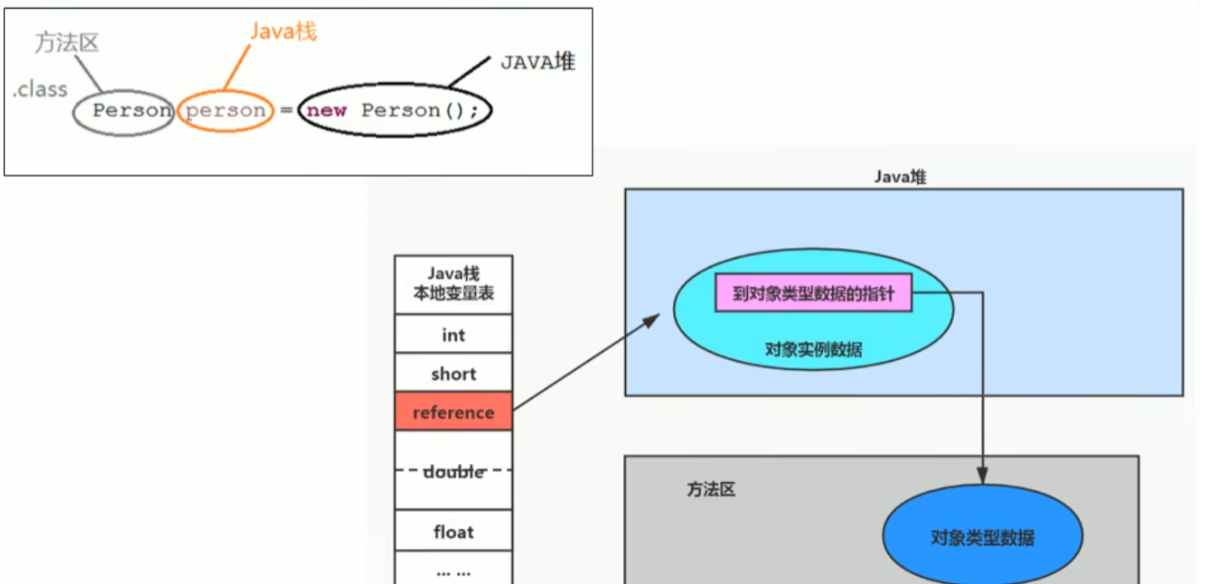 方法区
Java栈
JAVA堆
.class
Person person = new Person();
Java堆
Java栈
本地变量表
到对象类型数据的指针
int
对象实例数据
short
reference
double
方法区
float
对象类型数据
... ...